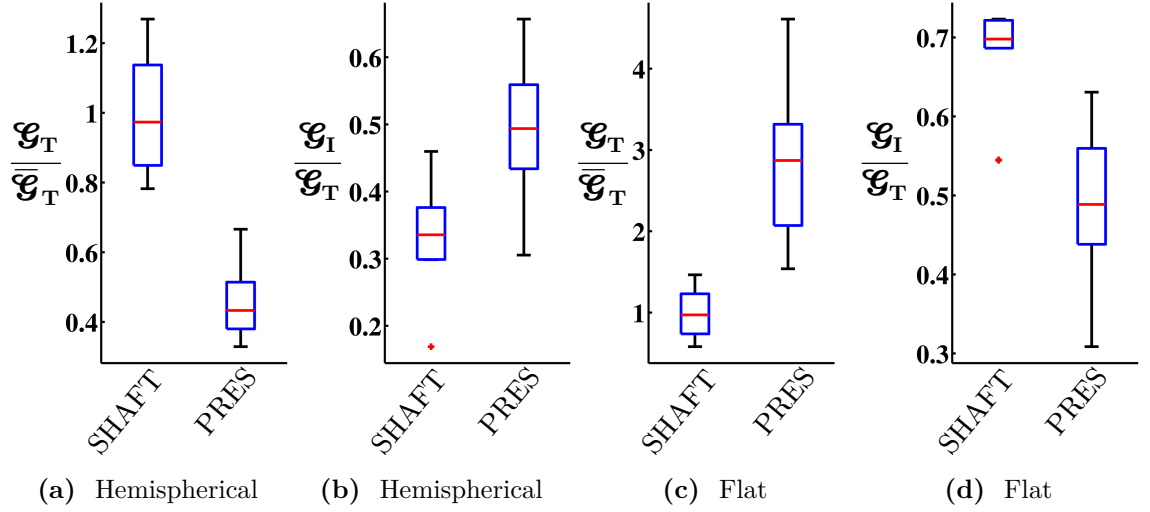 1.2
1
0.8
0.6
0.4
𝒢_T
𝒢̅_T
SHAFT
PRES
(a) Hemispherical
0.6
0.5
0.4
0.3
0.2
𝒢_I
𝒢_T
SHAFT
PRES
(b) Hemispherical
4
3
2
1
𝒢_T
𝒢̅_T
SHAFT
PRES
(c) Flat
0.7
0.6
0.5
0.4
0.3
𝒢_I
𝒢_T
SHAFT
PRES
(d) Flat